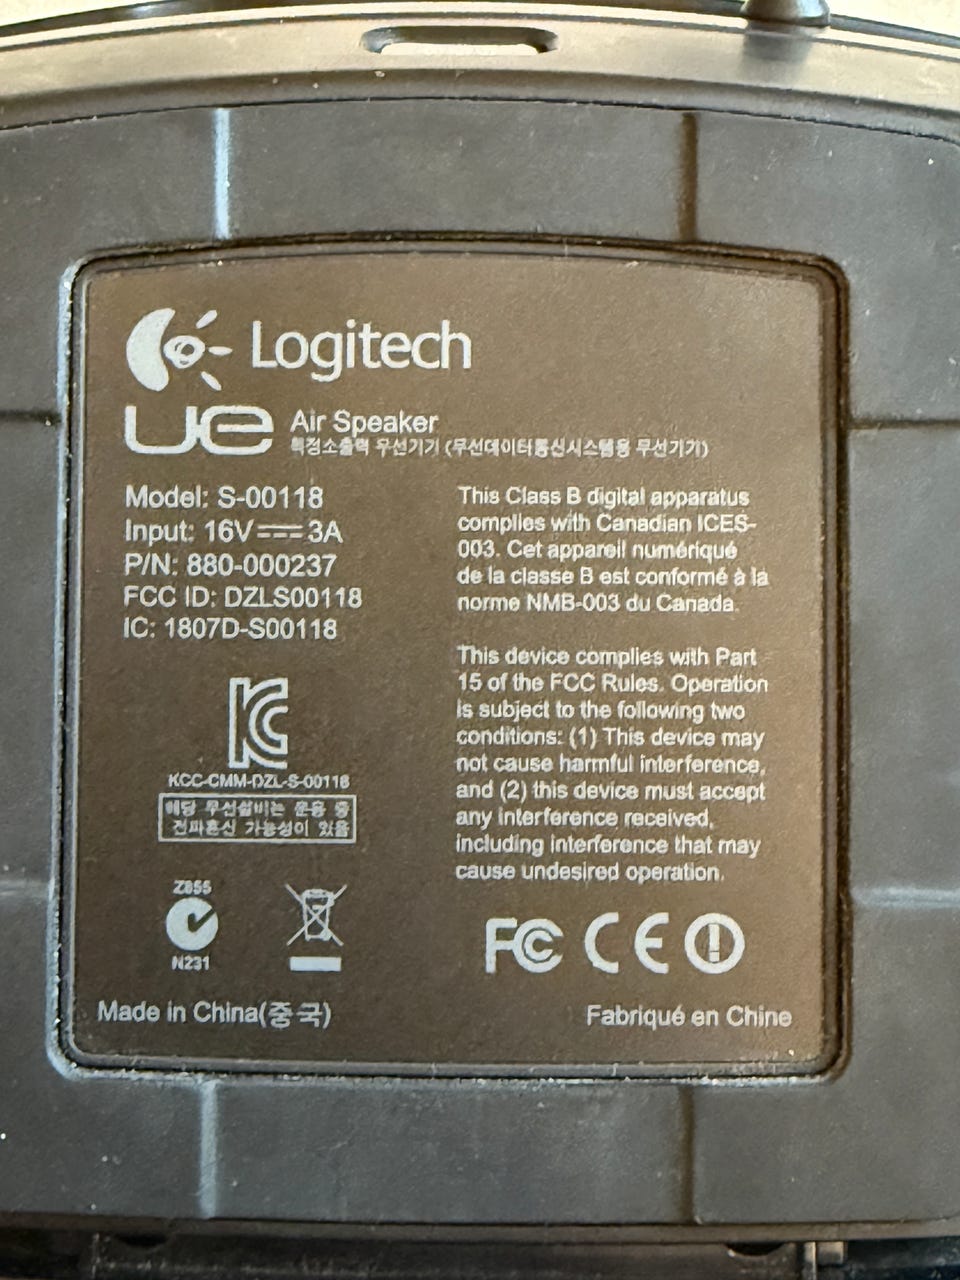 Logitech
UE Air Speaker
특정소출력 무선기기 (무선데이터통신시스템용 무선기기)
Model: S-00118
Input: 16V⎓3A
P/N: 880-000237
FCC ID: DZLS00118
IC: 1807D-S00118
KC
KCC-CMM-DZL-S-00118
해당 무선설비는 운용 중
전파혼신 가능성이 있음
Z855
N231
Made in China(중국)
This Class B digital apparatus
complies with Canadian ICES-
003. Cet appareil numériqué
de la classe B est conformé à la
norme NMB-003 du Canada.
This device complies with Part
15 of the FCC Rules. Operation
is subject to the following two
conditions: (1) This device may
not cause harmful interference,
and (2) this device must accept
any interference received,
including interference that may
cause undesired operation.
FC CE
Fabriqué en Chine